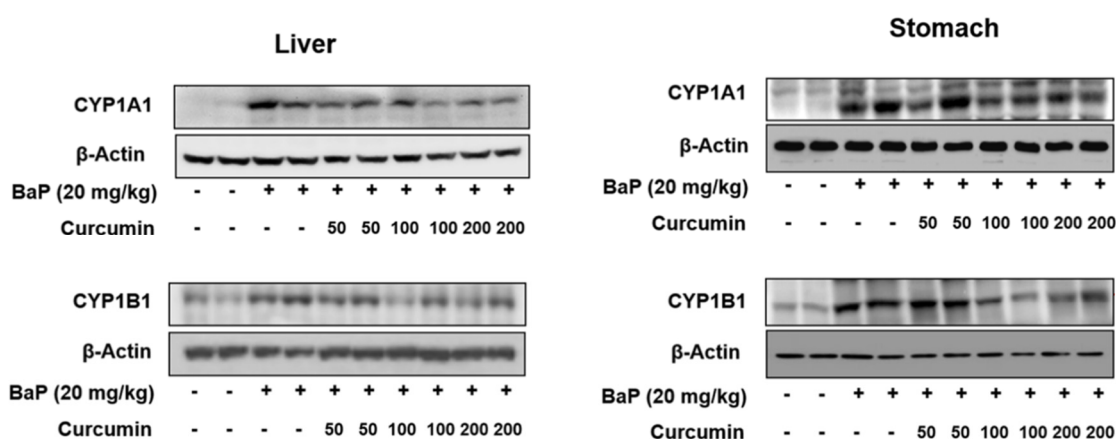 Liver
CYP1A1
β-Actin
BaP (20 mg/kg) - - + + + + + + + +
Curcumin - - - - 50 50 100 100 200 200
CYP1B1
β-Actin
BaP (20 mg/kg) - - + + + + + + + +
Curcumin - - - - 50 50 100 100 200 200
Stomach
CYP1A1
β-Actin
BaP (20 mg/kg) - - + + + + + + + +
Curcumin - - - - 50 50 100 100 200 200
CYP1B1
β-Actin
BaP (20 mg/kg) - - + + + + + + + +
Curcumin - - - - 50 50 100 100 200 200